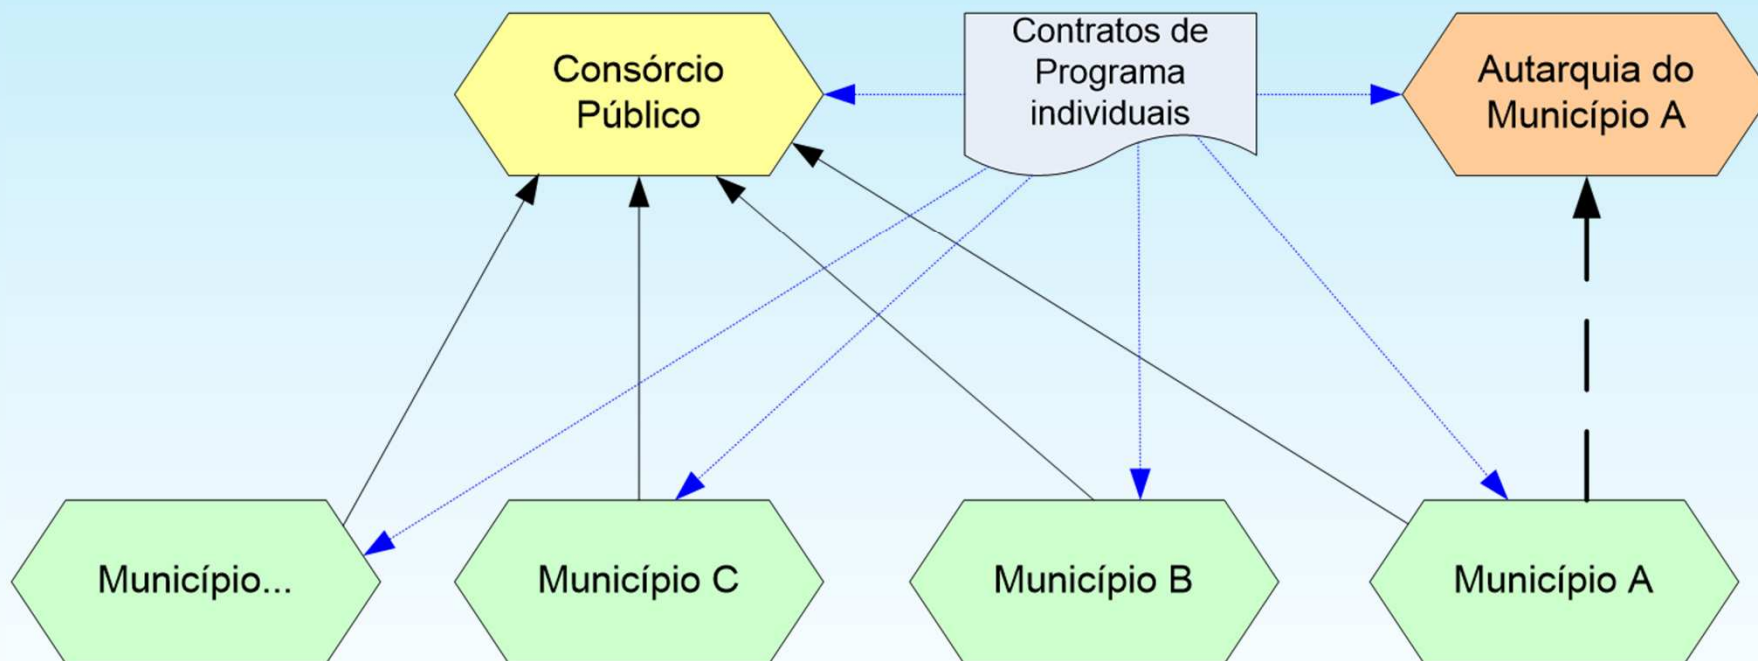 Consórcio
Público
Contratos de
Programa
individuais
Autarquia do
Município A
Município...
Município C
Município B
Município A